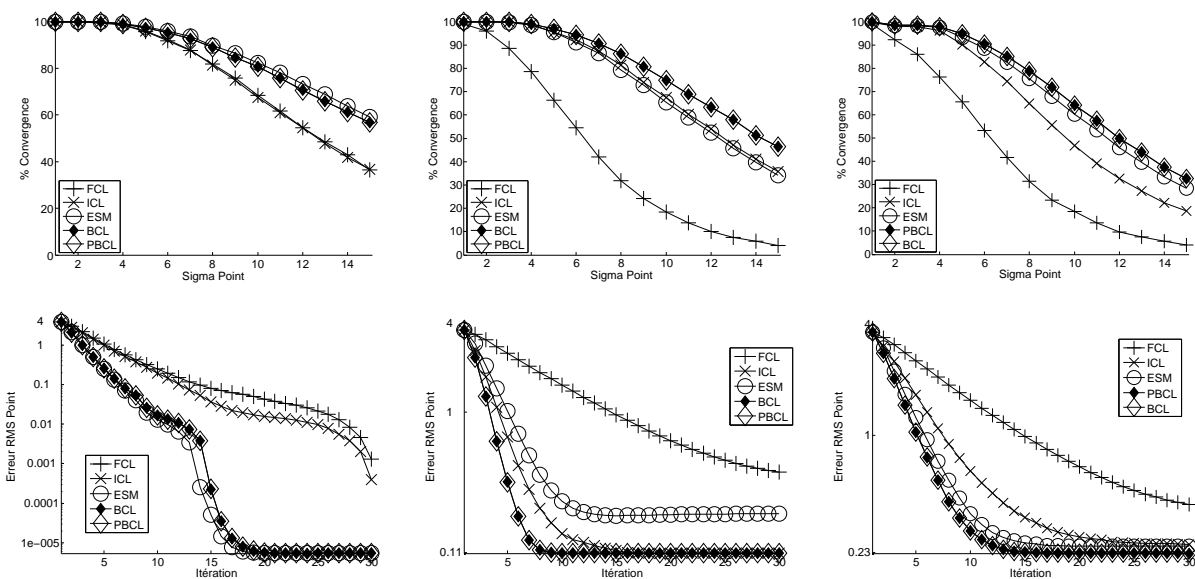 100
80
60
40
20
0
% Convergence
2 4 6 8 10 12 14
Sigma Point
FCL
ICL
ESM
BCL
PBCL
100
90
80
70
60
50
40
30
20
10
0
% Convergence
2 4 6 8 10 12 14
Sigma Point
FCL
ICL
ESM
BCL
PBCL
100
90
80
70
60
50
40
30
20
10
0
% Convergence
2 4 6 8 10 12 14
Sigma Point
FCL
ICL
ESM
PBCL
BCL
4
1
0.1
0.01
0.001
0.0001
1e−005
Erreur RMS Point
5 10 15 20 25 30
Itération
FCL
ICL
ESM
BCL
PBCL
4
1
0.11
Erreur RMS Point
5 10 15 20 25 30
Itération
FCL
ICL
ESM
BCL
PBCL
4
1
0.23
Erreur RMS Point
5 10 15 20 25 30
Itération
FCL
ICL
ESM
PBCL
BCL